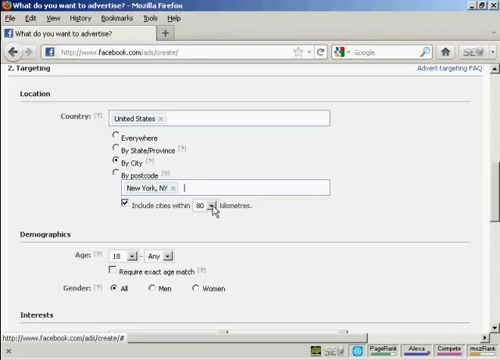 What do you want to advertise? - Mozilla Firefox
File Edit View History Bookmarks Tools Help
What do you want to advertise? +
http://www.facebook.com/ads/create/
Google
2. Targeting Advert targeting FAQ
Location
Country: [?] United States ×
Everywhere
By State/Province [?]
By City [?]
By postcode
New York, NY ×
Include cities within 80 kilometres.
Demographics
Age: [?] 18 - Any
Require exact age match [?]
Gender: [?] All Men Women
Interests
http://www.facebook.com/ads/create/#
PageRank Alexa Compete mozRank